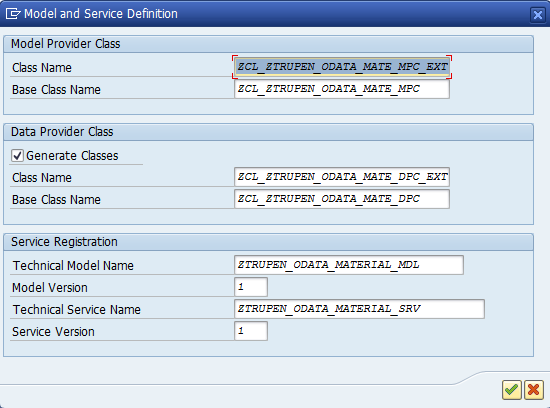 Model and Service Definition
Model Provider Class
Class Name ZCL_ZTRUPEN_ODATA_MATE_MPC_EXT
Base Class Name ZCL_ZTRUPEN_ODATA_MATE_MPC
Data Provider Class
Generate Classes
Class Name ZCL_ZTRUPEN_ODATA_MATE_DPC_EXT
Base Class Name ZCL_ZTRUPEN_ODATA_MATE_DPC
Service Registration
Technical Model Name ZTRUPEN_ODATA_MATERIAL_MDL
Model Version 1
Technical Service Name ZTRUPEN_ODATA_MATERIAL_SRV
Service Version 1